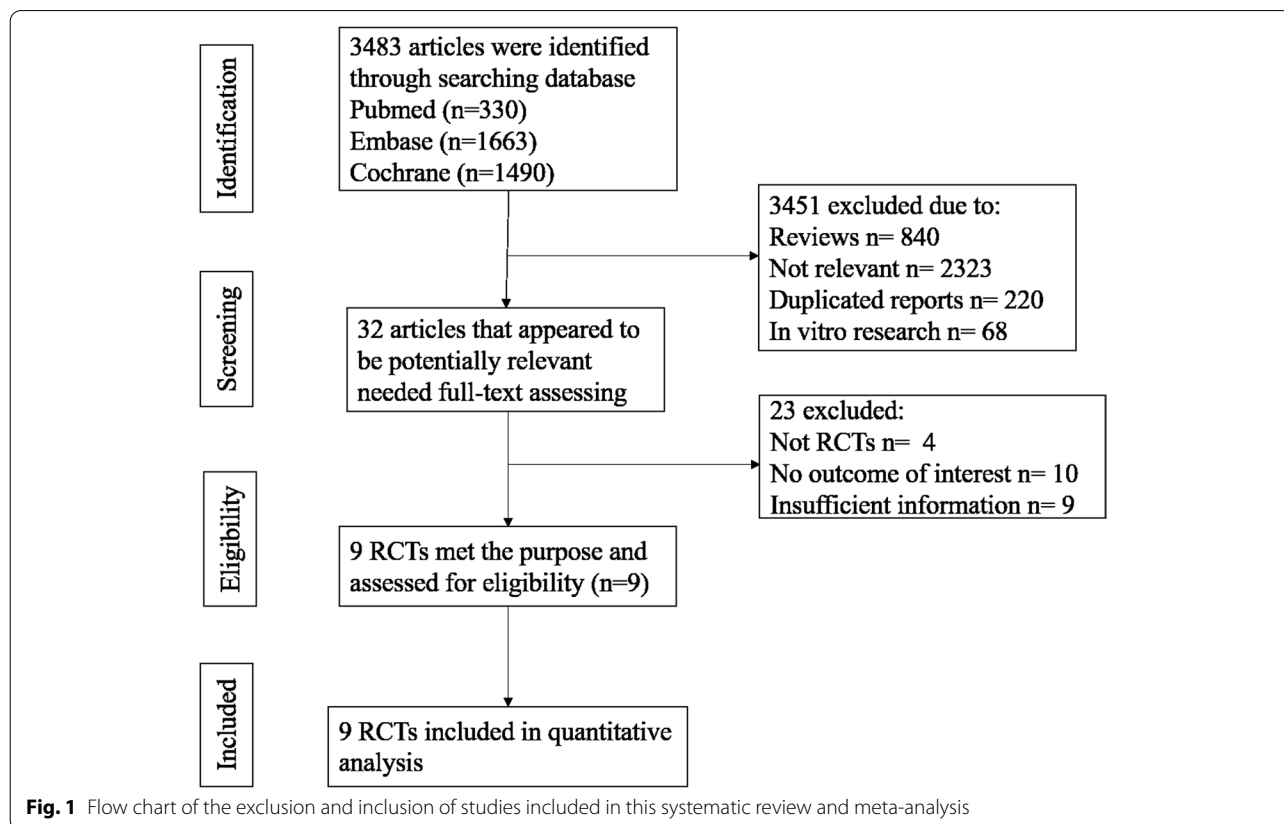 Identification
3483 articles were identified
through searching database
Pubmed (n=330)
Embase (n=1663)
Cochrane (n=1490)
3451 excluded due to:
Reviews n= 840
Not relevant n= 2323
Duplicated reports n= 220
In vitro research n= 68
Screening
32 articles that appeared to
be potentially relevant
needed full-text assessing
23 excluded:
Not RCTs n= 4
No outcome of interest n= 10
Insufficient information n= 9
Eligibility
9 RCTs met the purpose and
assessed for eligibility (n=9)
Included
9 RCTs included in quantitative
analysis
Fig. 1 Flow chart of the exclusion and inclusion of studies included in this systematic review and meta-analysis